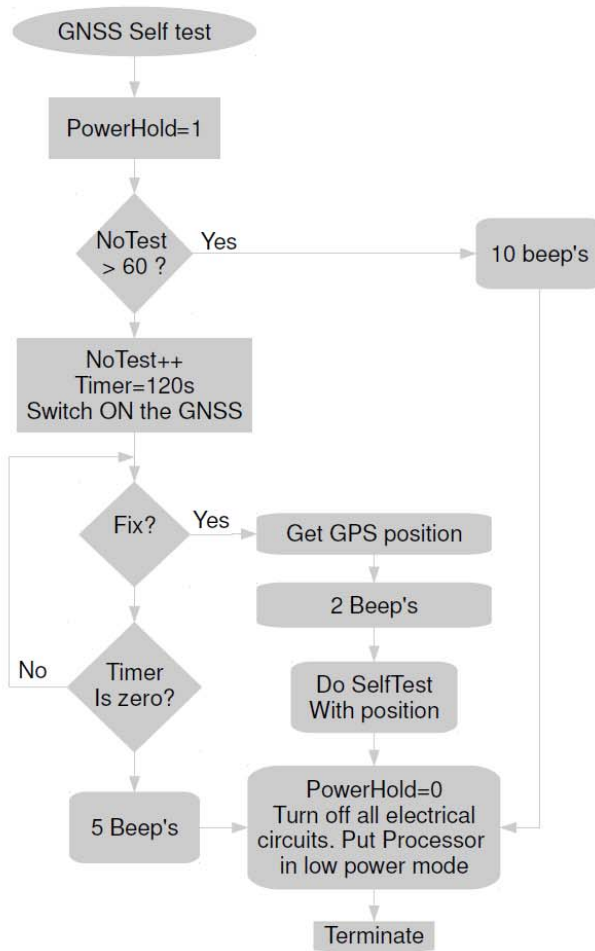 GNSS Self test
PowerHold=1
NoTest
> 60 ?
Yes
10 beep's
NoTest++
Timer=120s
Switch ON the GNSS
Fix?
Yes
Get GPS position
2 Beep's
No
Timer
Is zero?
Do SelfTest
With position
5 Beep's
PowerHold=0
Turn off all electrical
circuits. Put Processor
in low power mode
Terminate